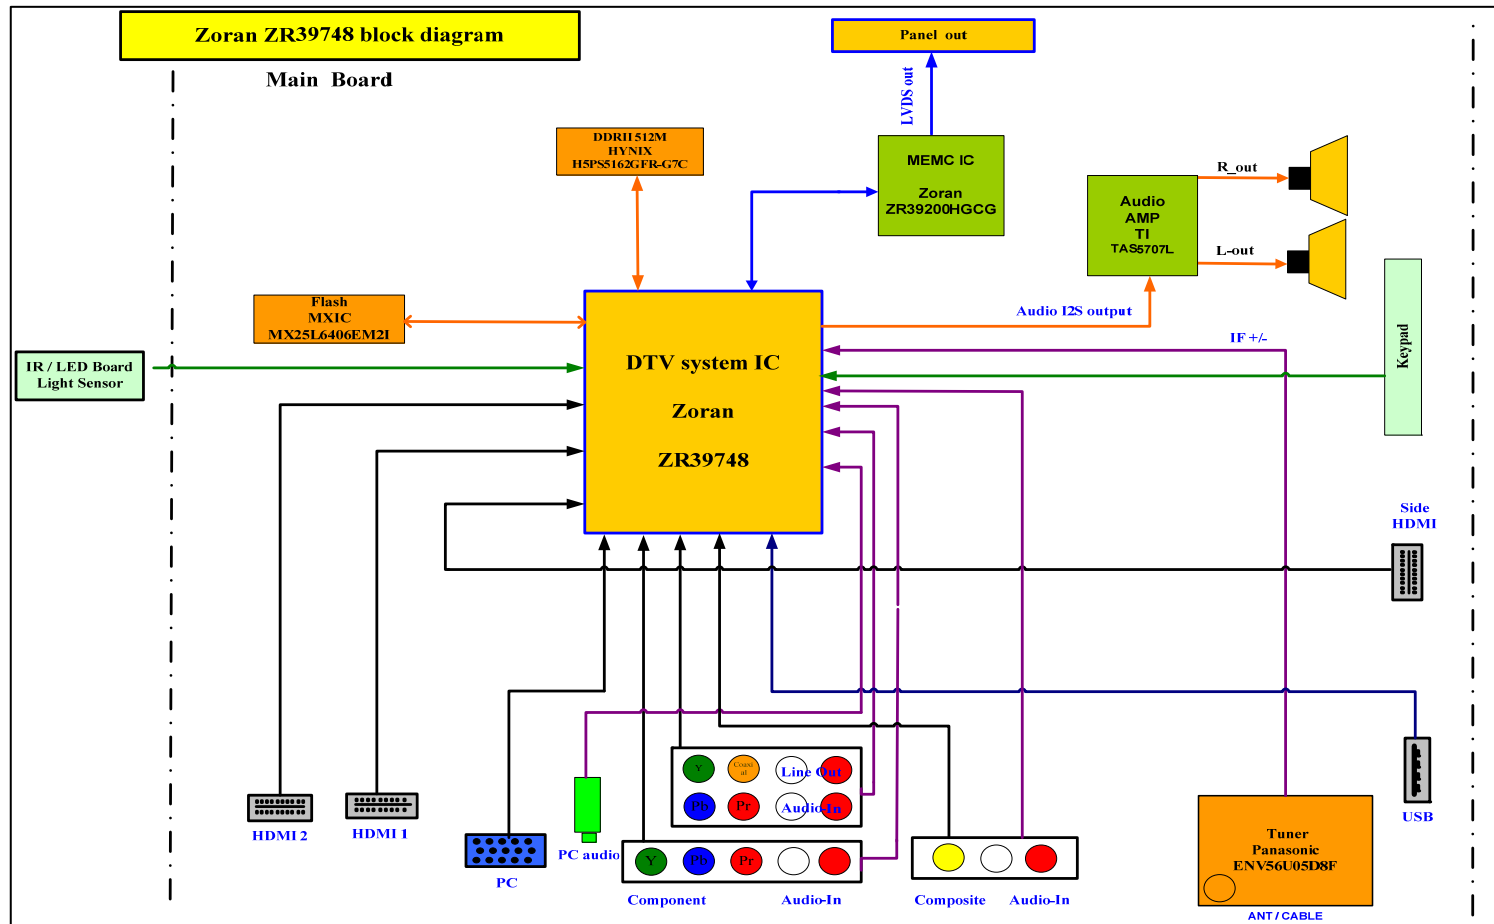 Zoran ZR39748 block diagram
Main Board
Panel out
LVDS out
DDRII 512M
HYNIX
H5PS5162GFR-G7C
MEMC IC
Zoran
ZR39200HGCG
Audio
AMP
TI
TAS5707L
R_out
L-out
Flash
MXIC
MX25L6406EM2I
Audio I2S output
IF +/-
Keypad
IR / LED Board
Light Sensor
DTV system IC
Zoran
ZR39748
Side
HDMI
HDMI 2
HDMI 1
PC
PC audio
Y
Coaxi
al
Line Out
Pb
Pr
Audio-In
Y
Pb
Pr
Component
Audio-In
Composite
Audio-In
Tuner
Panasonic
ENV56U05D8F
ANT / CABLE
USB